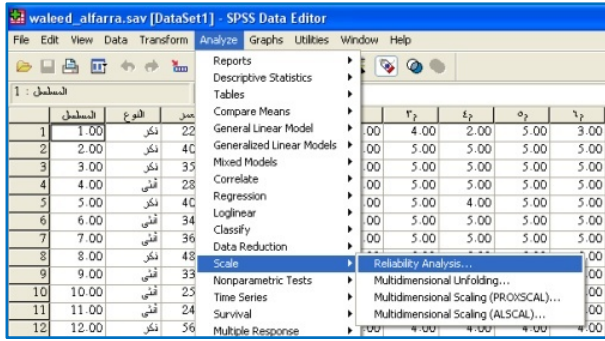 waleed_alfarra.sav [DataSet1] - SPSS Data Editor
File Edit View Data Transform Analyze Graphs Utilities Window Help
1 : المسلسل
Reports
Descriptive Statistics
Tables
Compare Means
General Linear Model
Generalized Linear Models
Mixed Models
Correlate
Regression
Loglinear
Classify
Data Reduction
Scale
Nonparametric Tests
Time Series
Survival
Multiple Response
Reliability Analysis...
Multidimensional Unfolding...
Multidimensional Scaling (PROXSCAL)...
Multidimensional Scaling (ALSCAL)...
المسلسل النوع م٣ م٤ م٥ م٦
1 1.00 ذكر 22 .00 4.00 2.00 5.00 3.00
2 2.00 ذكر 40 .00 5.00 5.00 5.00 5.00
3 3.00 ذكر 35 .00 5.00 5.00 5.00 5.00
4 4.00 أنثى 28 .00 5.00 5.00 5.00 5.00
5 5.00 ذكر 40 .00 5.00 4.00 5.00 5.00
6 6.00 أنثى 34 .00 5.00 5.00 5.00 5.00
7 7.00 أنثى 36 .00 5.00 5.00 5.00 5.00
8 8.00 ذكر 48
9 9.00 أنثى 33
10 10.00 أنثى 25
11 11.00 أنثى 24
12 12.00 ذكر 56